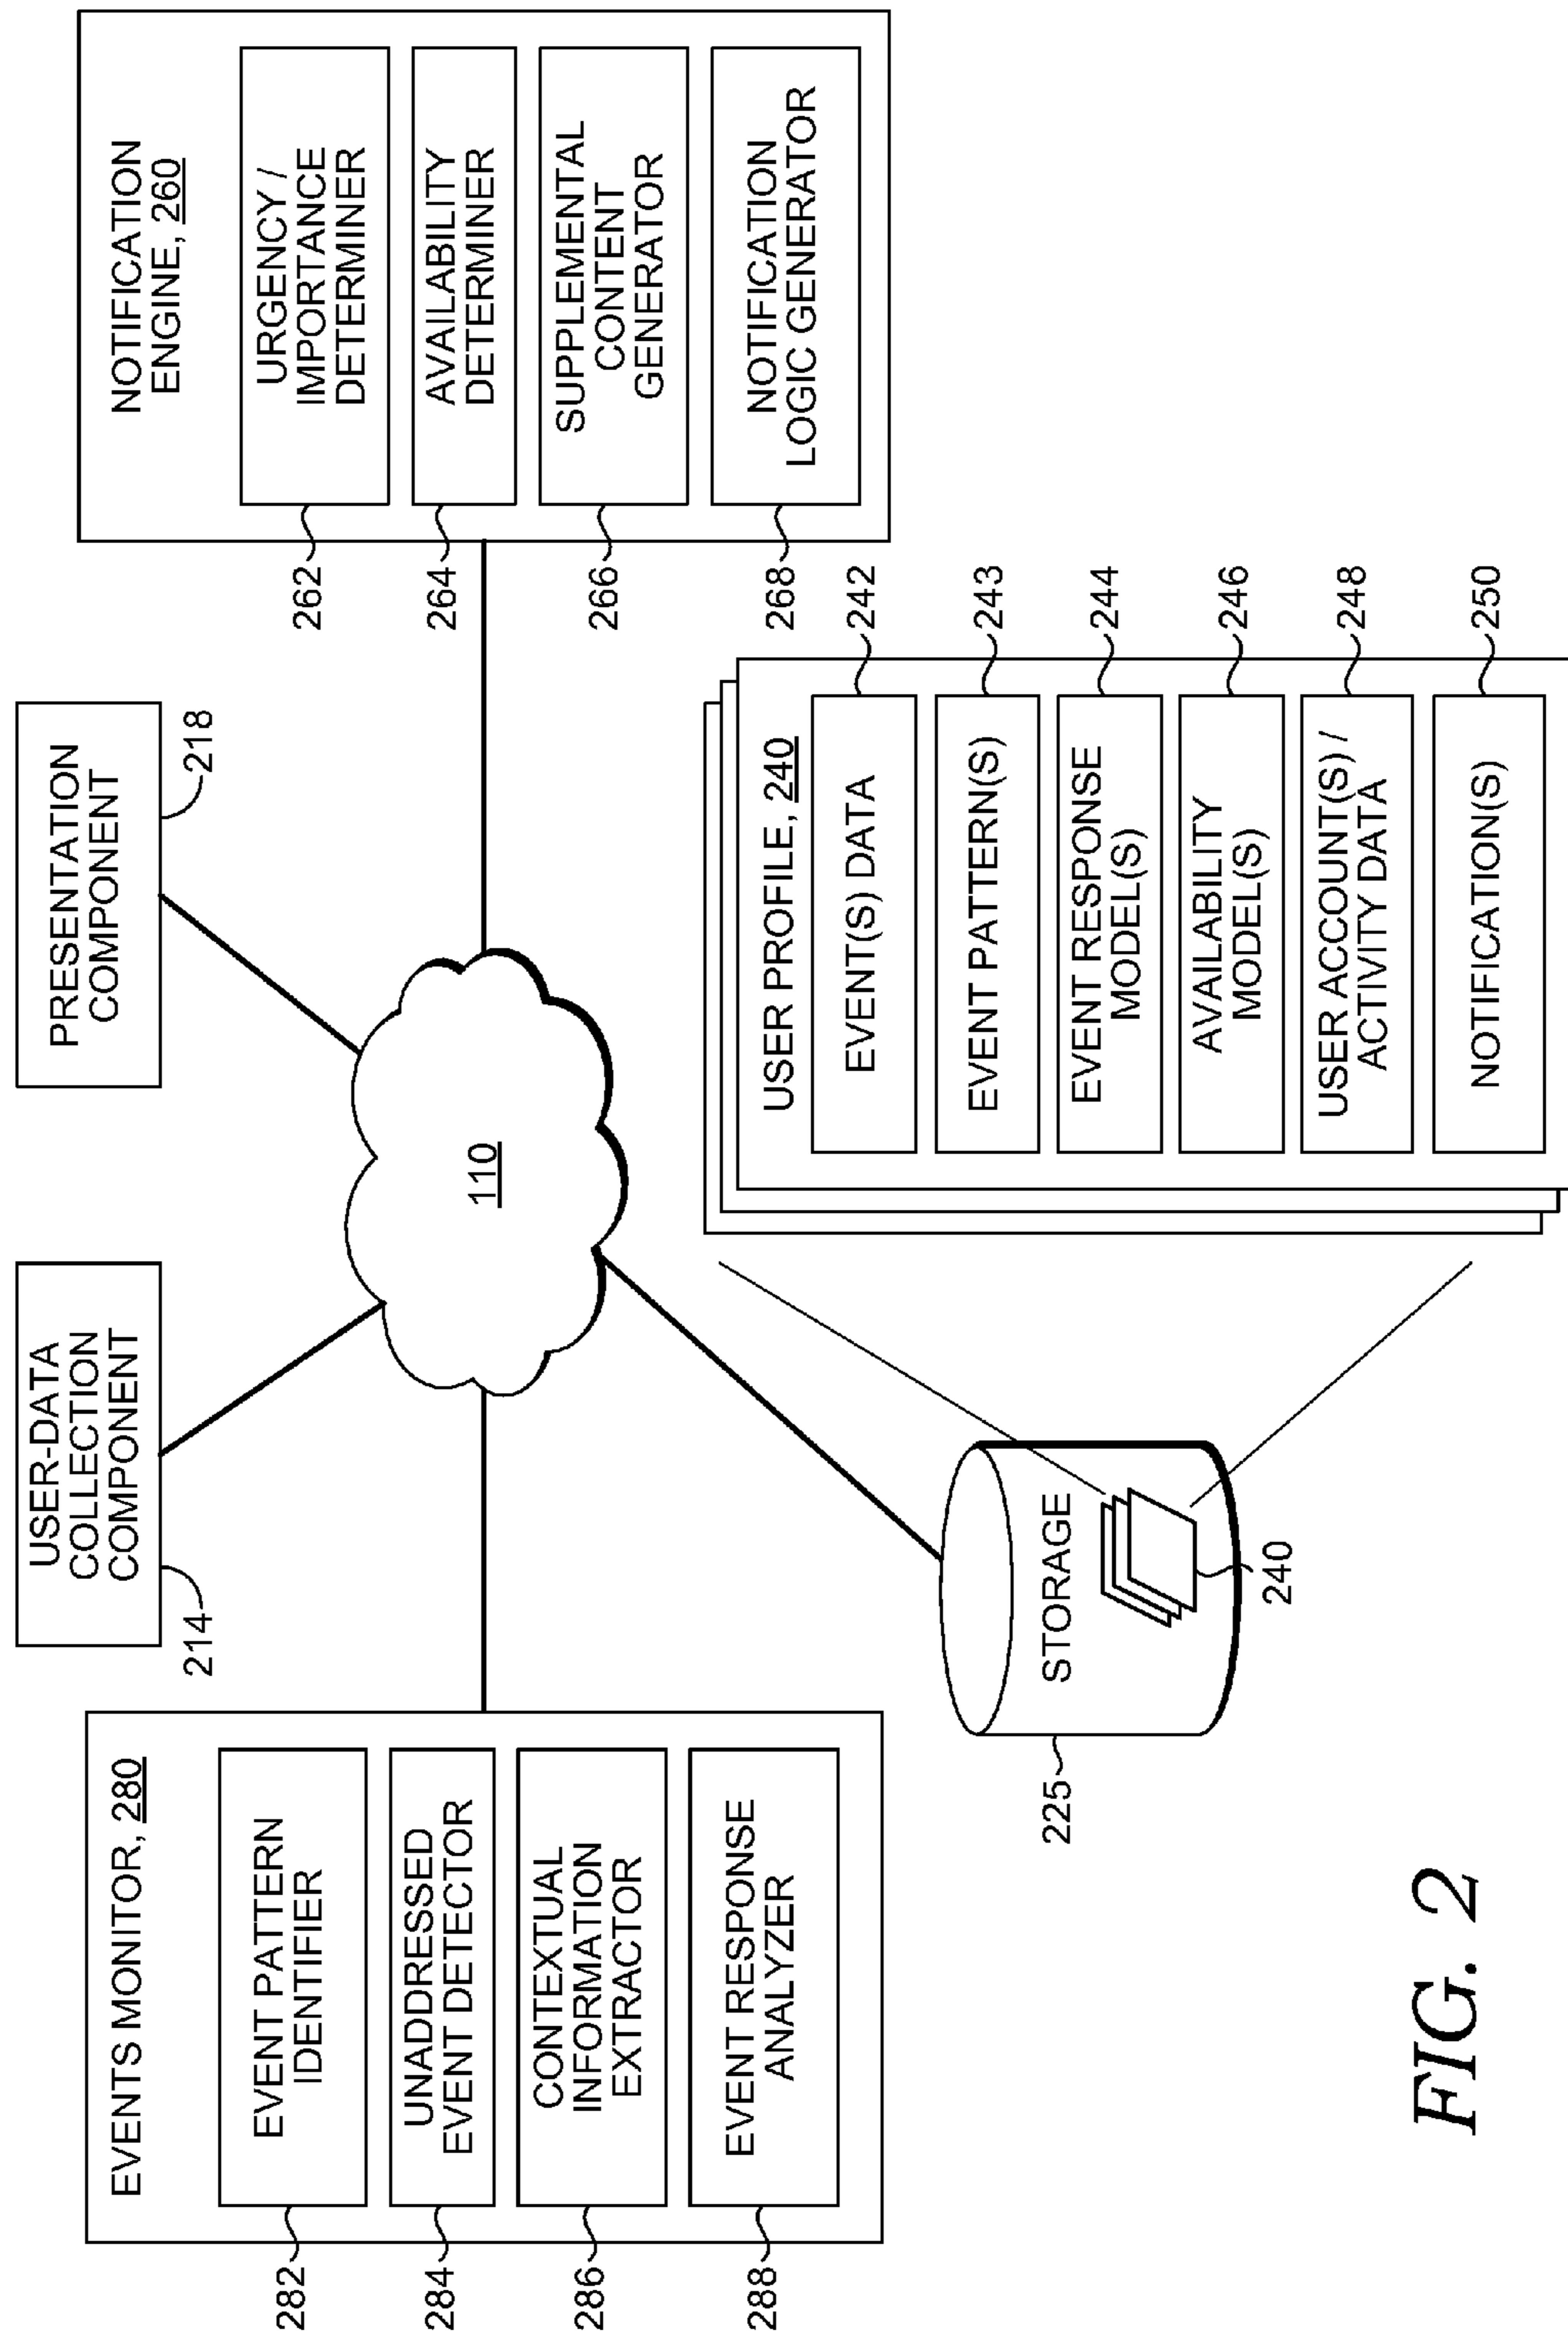 USER-DATA
COLLECTION
COMPONENT
214
PRESENTATION
COMPONENT
218
EVENTS MONITOR, 280
EVENT PATTERN
IDENTIFIER
282
UNADDRESSED
EVENT DETECTOR
284
CONTEXTUAL
INFORMATION
EXTRACTOR
286
EVENT RESPONSE
ANALYZER
288
110
NOTIFICATION
ENGINE, 260
URGENCY /
IMPORTANCE
DETERMINER
262
AVAILABILITY
DETERMINER
264
SUPPLEMENTAL
CONTENT
GENERATOR
266
NOTIFICATION
LOGIC GENERATOR
268
STORAGE
225
240
USER PROFILE, 240
EVENT(S) DATA
242
EVENT PATTERN(S)
243
EVENT RESPONSE
MODEL(S)
244
AVAILABILITY
MODEL(S)
246
USER ACCOUNT(S) /
ACTIVITY DATA
248
NOTIFICATION(S)
250
FIG. 2